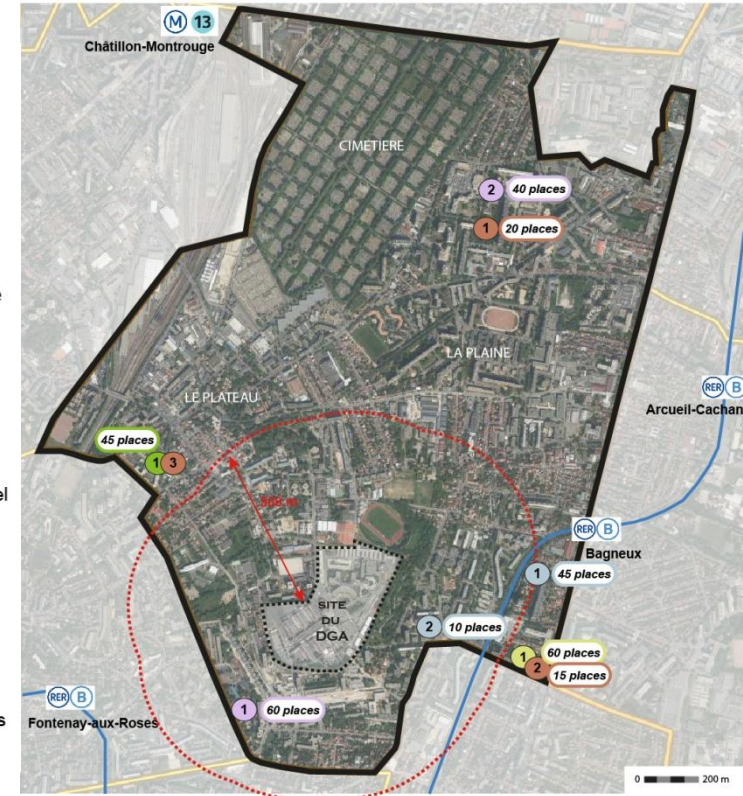 M 13
Châtillon-Montrouge
CIMETIERE
2 40 places
1 20 places
LA PLAINE
LE PLATEAU
RER B
Arcueil-Cachan
45 places
1 3
el
RER B
Bagneux
1 45 places
SITE
DU
DGA
2 10 places
1 60 places
2 15 places
RER B
Fontenay-aux-Roses
1 60 places
s
0 200 m